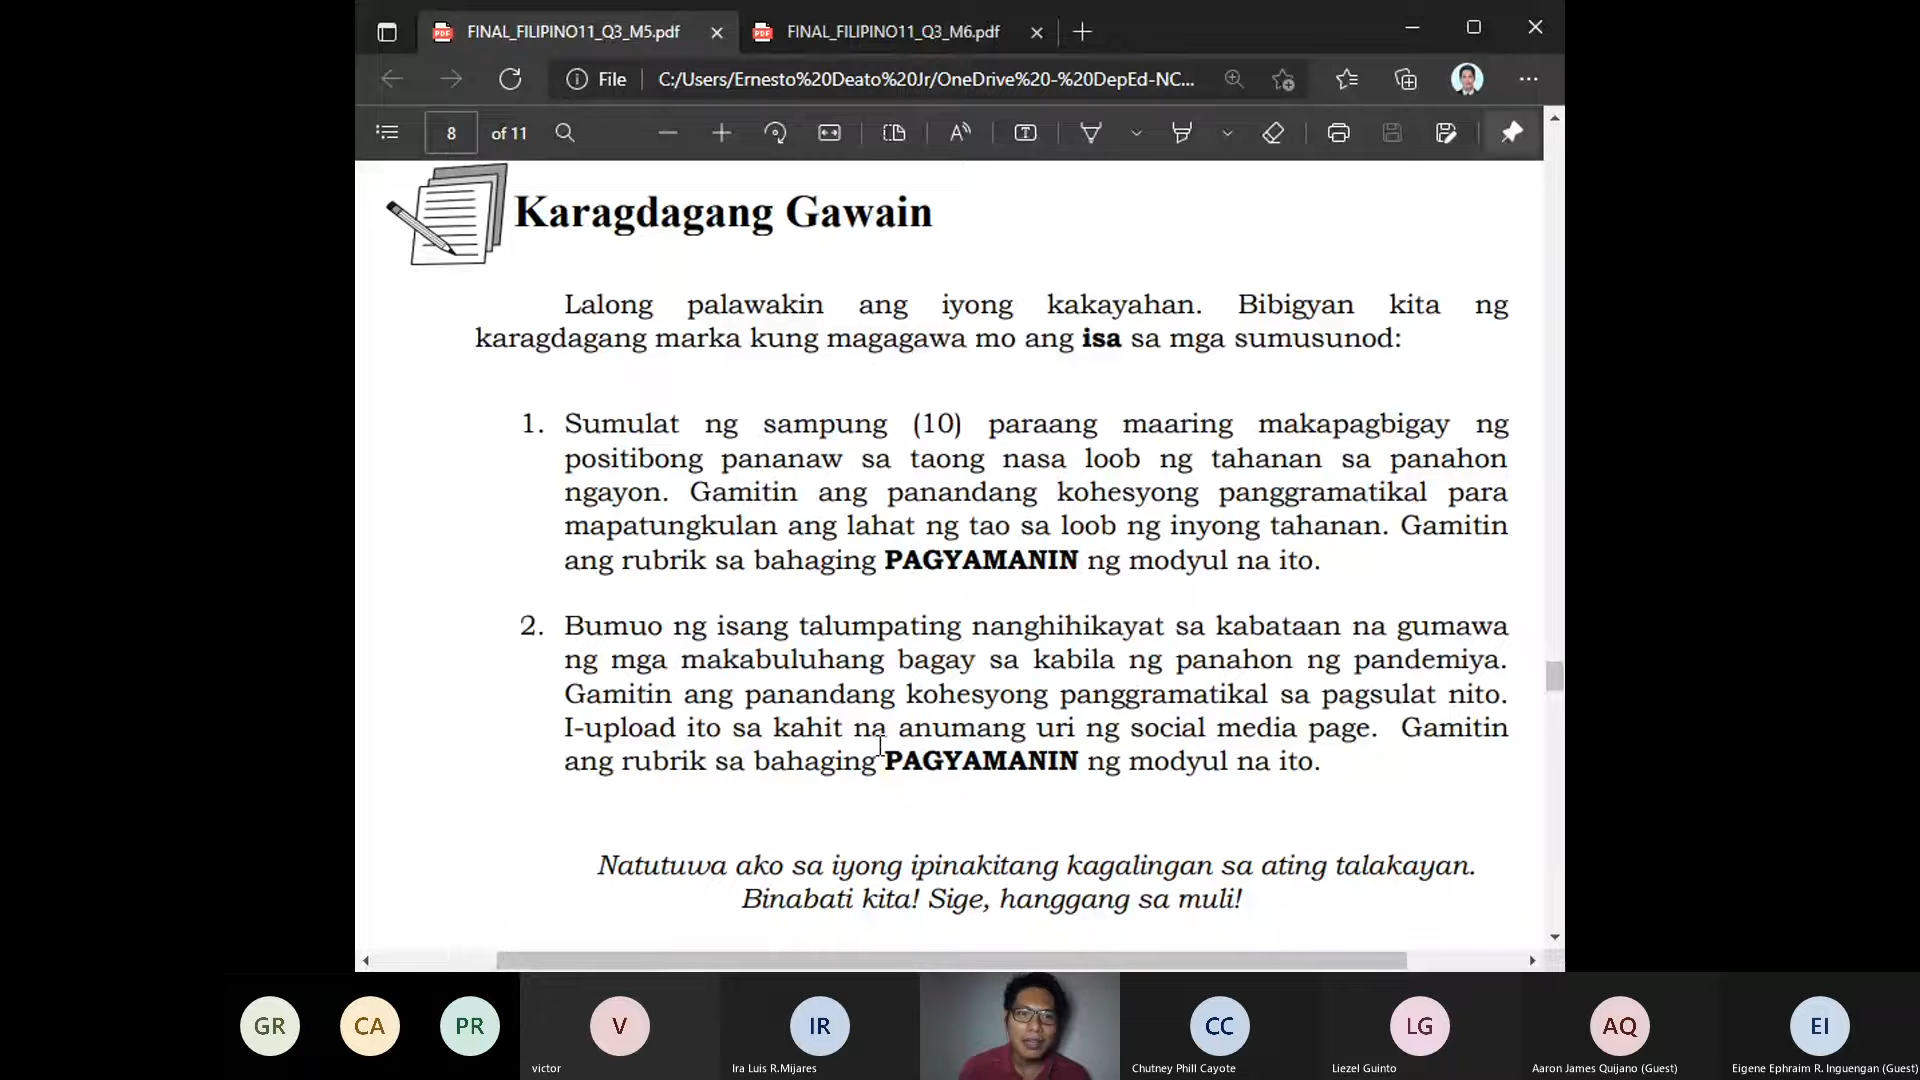 FINAL_FILIPINO11_Q3_M5.pdf
FINAL_FILIPINO11_Q3_M6.pdf
File
C:/Users/Ernesto%20Deato%20Jr/OneDrive%20-%20DepEd-NC...
8 of 11
Karagdagang Gawain
Lalong palawakin ang iyong kakayahan. Bibigyan kita ng
karagdagang marka kung magagawa mo ang isa sa mga sumusunod:
1. Sumulat ng sampung (10) paraang maaring makapagbigay ng
positibong pananaw sa taong nasa loob ng tahanan sa panahon
ngayon. Gamitin ang panandang kohesyong panggramatikal para
mapatungkulan ang lahat ng tao sa loob ng inyong tahanan. Gamitin
ang rubrik sa bahaging PAGYAMANIN ng modyul na ito.
2. Bumuo ng isang talumpating nanghihikayat sa kabataan na gumawa
ng mga makabuluhang bagay sa kabila ng panahon ng pandemiya.
Gamitin ang panandang kohesyong panggramatikal sa pagsulat nito.
I-upload ito sa kahit na anumang uri ng social media page. Gamitin
ang rubrik sa bahaging PAGYAMANIN ng modyul na ito.
Natutuwa ako sa iyong ipinakitang kagalingan sa ating talakayan.
Binabati kita! Sige, hanggang sa muli!
GR
CA
PR
V
IR
CC
LG
AQ
EI
victor
Ira Luis R.Mijares
Chutney Phill Cayote
Liezel Guinto
Aaron James Quijano (Guest)
Eigene Ephraim R. Inguengan (Guest)